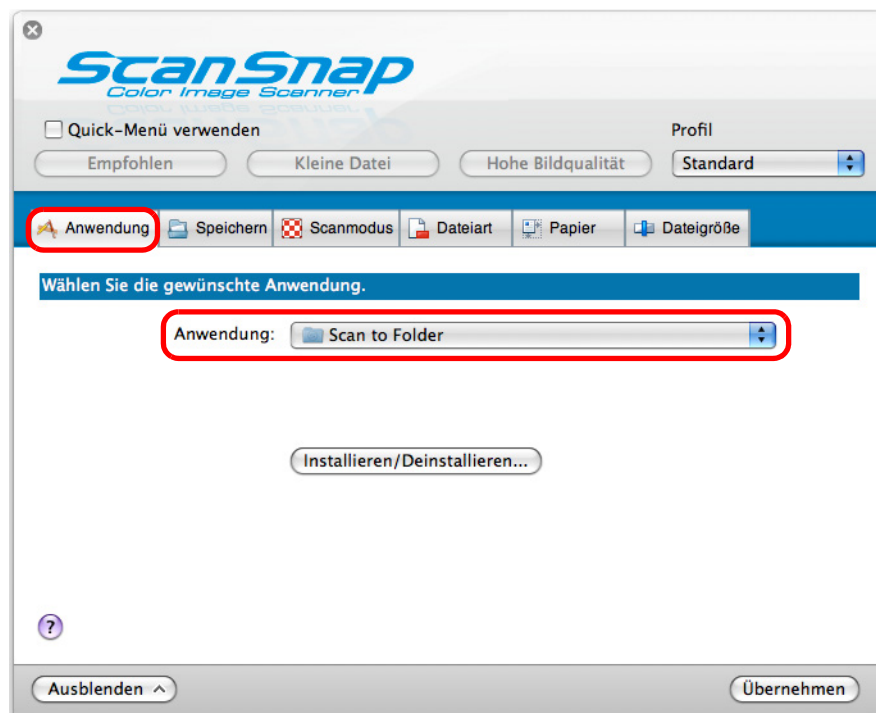 ScanSnap
Color Image Scanner
Quick-Menü verwenden
Profil
Empfohlen
Kleine Datei
Hohe Bildqualität
Standard
Anwendung
Speichern
Scanmodus
Dateiart
Papier
Dateigröße
Wählen Sie die gewünschte Anwendung.
Anwendung:
Scan to Folder
Installieren/Deinstallieren...
?
Ausblenden
Übernehmen